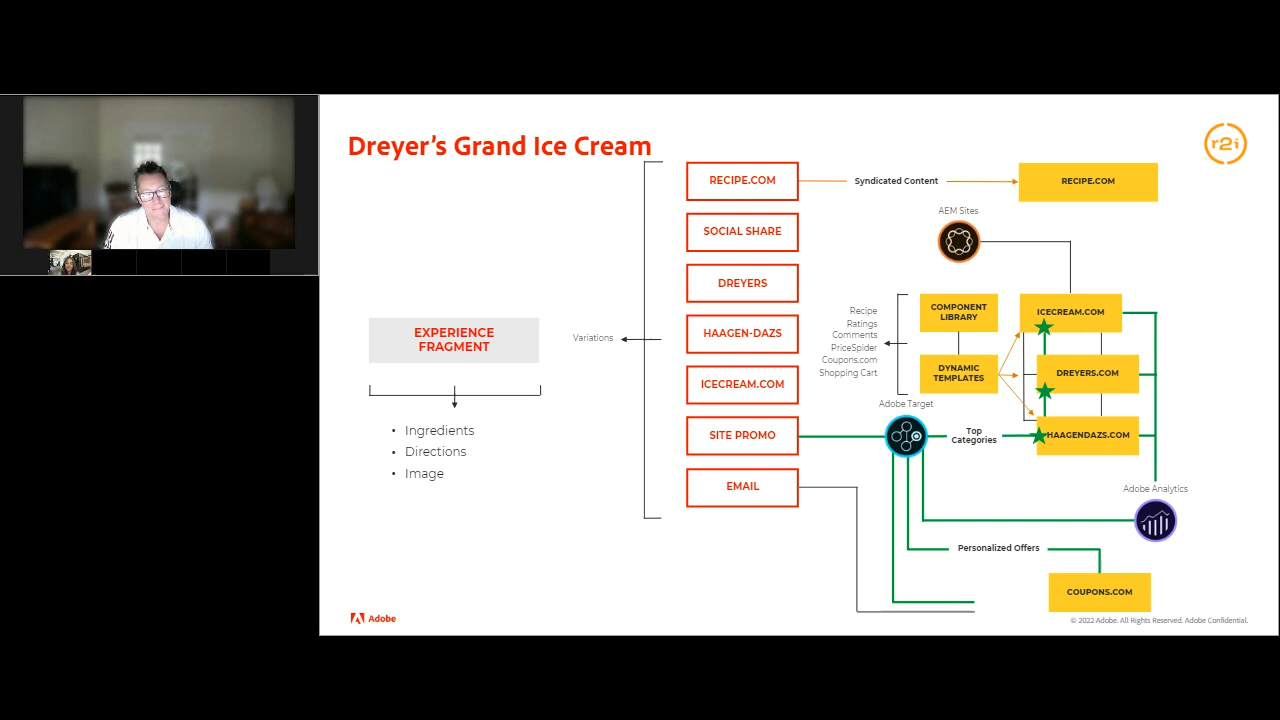 Dreyer's Grand Ice Cream
r2i
RECIPE.COM
Syndicated Content
RECIPE.COM
SOCIAL SHARE
AEM Sites
DREYERS
EXPERIENCE
FRAGMENT
Variations
HAAGEN-DAZS
Recipe
Ratings
Comments
PriceSpider
Coupons.com
Shopping Cart
COMPONENT
LIBRARY
ICECREAM.COM
DYNAMIC
TEMPLATES
DREYERS.COM
ICECREAM.COM
Ingredients
Directions
Image
SITE PROMO
Adobe Target
Top
Categories
HAAGENDAZS.COM
EMAIL
Adobe Analytics
Personalized Offers
COUPONS.COM
Adobe
© 2022 Adobe. All Rights Reserved. Adobe Confidential.